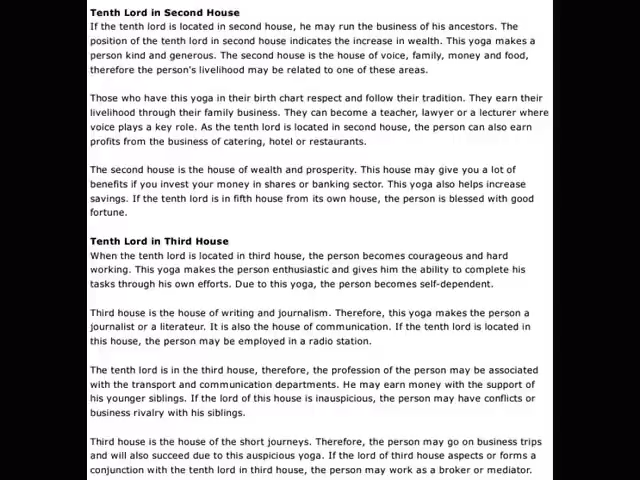 Tenth Lord in Second House
If the tenth lord is located in second house, he may run the business of his ancestors. The
position of the tenth lord in second house indicates the increase in wealth. This yoga makes a
person kind and generous. The second house is the house of voice, family, money and food,
therefore the person's livelihood may be related to one of these areas.
Those who have this yoga in their birth chart respect and follow their tradition. They earn their
livelihood through their family business. They can become a teacher, lawyer or a lecturer where
voice plays a key role. As the tenth lord is located in second house, the person can also earn
profits from the business of catering, hotel or restaurants.
The second house is the house of wealth and prosperity. This house may give you a lot of
benefits if you invest your money in shares or banking sector. This yoga also helps increase
savings. If the tenth lord is in fifth house from its own house, the person is blessed with good
fortune.
Tenth Lord in Third House
When the tenth lord is located in third house, the person becomes courageous and hard
working. This yoga makes the person enthusiastic and gives him the ability to complete his
tasks through his own efforts. Due to this yoga, the person becomes self-dependent.
Third house is the house of writing and journalism. Therefore, this yoga makes the person a
journalist or a literateur. It is also the house of communication. If the tenth lord is located in
this house, the person may be employed in a radio station.
The tenth lord is in the third house, therefore, the profession of the person may be associated
with the transport and communication departments. He may earn money with the support of
his younger siblings. If the lord of this house is inauspicious, the person may have conflicts or
business rivalry with his siblings.
Third house is the house of the short journeys. Therefore, the person may go on business trips
and will also succeed due to this auspicious yoga. If the lord of third house aspects or forms a
conjunction with the tenth lord in third house, the person may work as a broker or mediator.